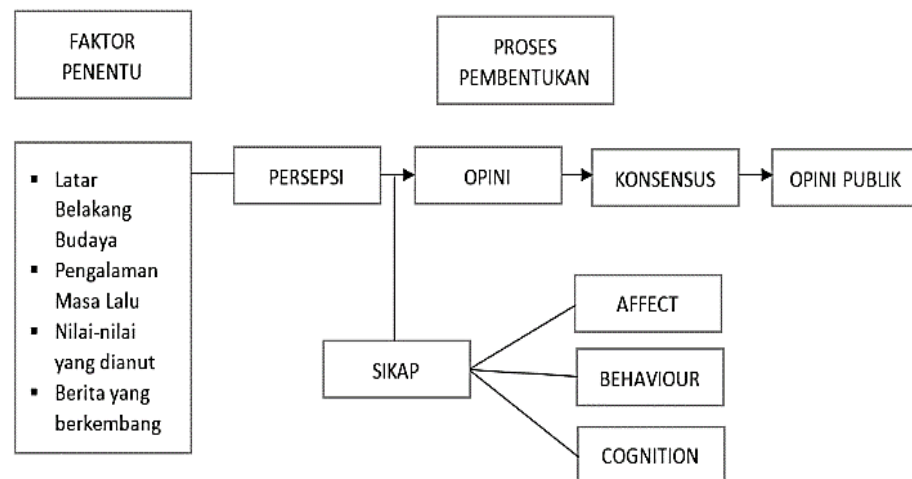 FAKTOR
PENENTU
PROSES
PEMBENTUKAN
▪ Latar
Belakang
Budaya
▪ Pengalaman
Masa Lalu
▪ Nilai-nilai
yang dianut
▪ Berita yang
berkembang
PERSEPSI
OPINI
KONSENSUS
OPINI PUBLIK
SIKAP
AFFECT
BEHAVIOUR
COGNITION